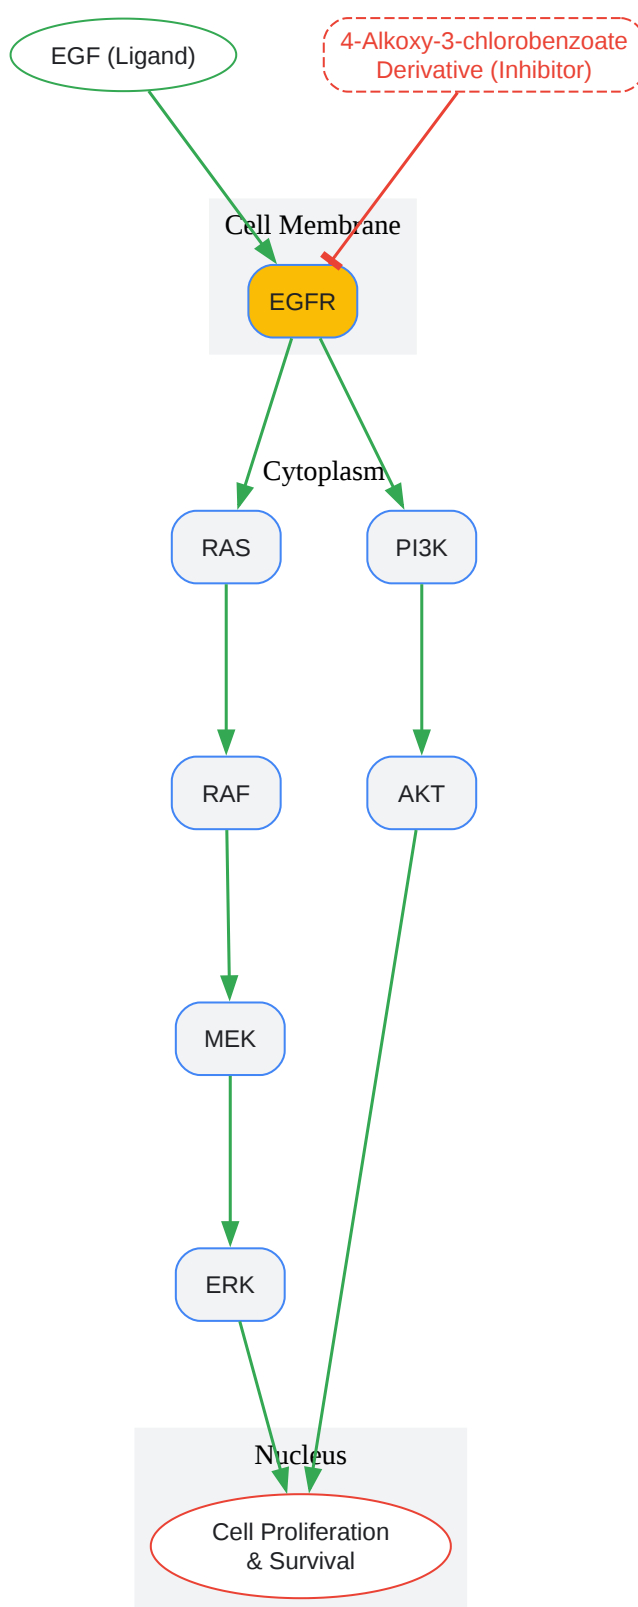 EGF (Ligand)
4-Alkoxy-3-chlorobenzoate
Derivative (Inhibitor)
Cell Membrane
EGFR
Cytoplasm
RAS
PI3K
RAF
AKT
MEK
ERK
Nucleus
Cell Proliferation
& Survival